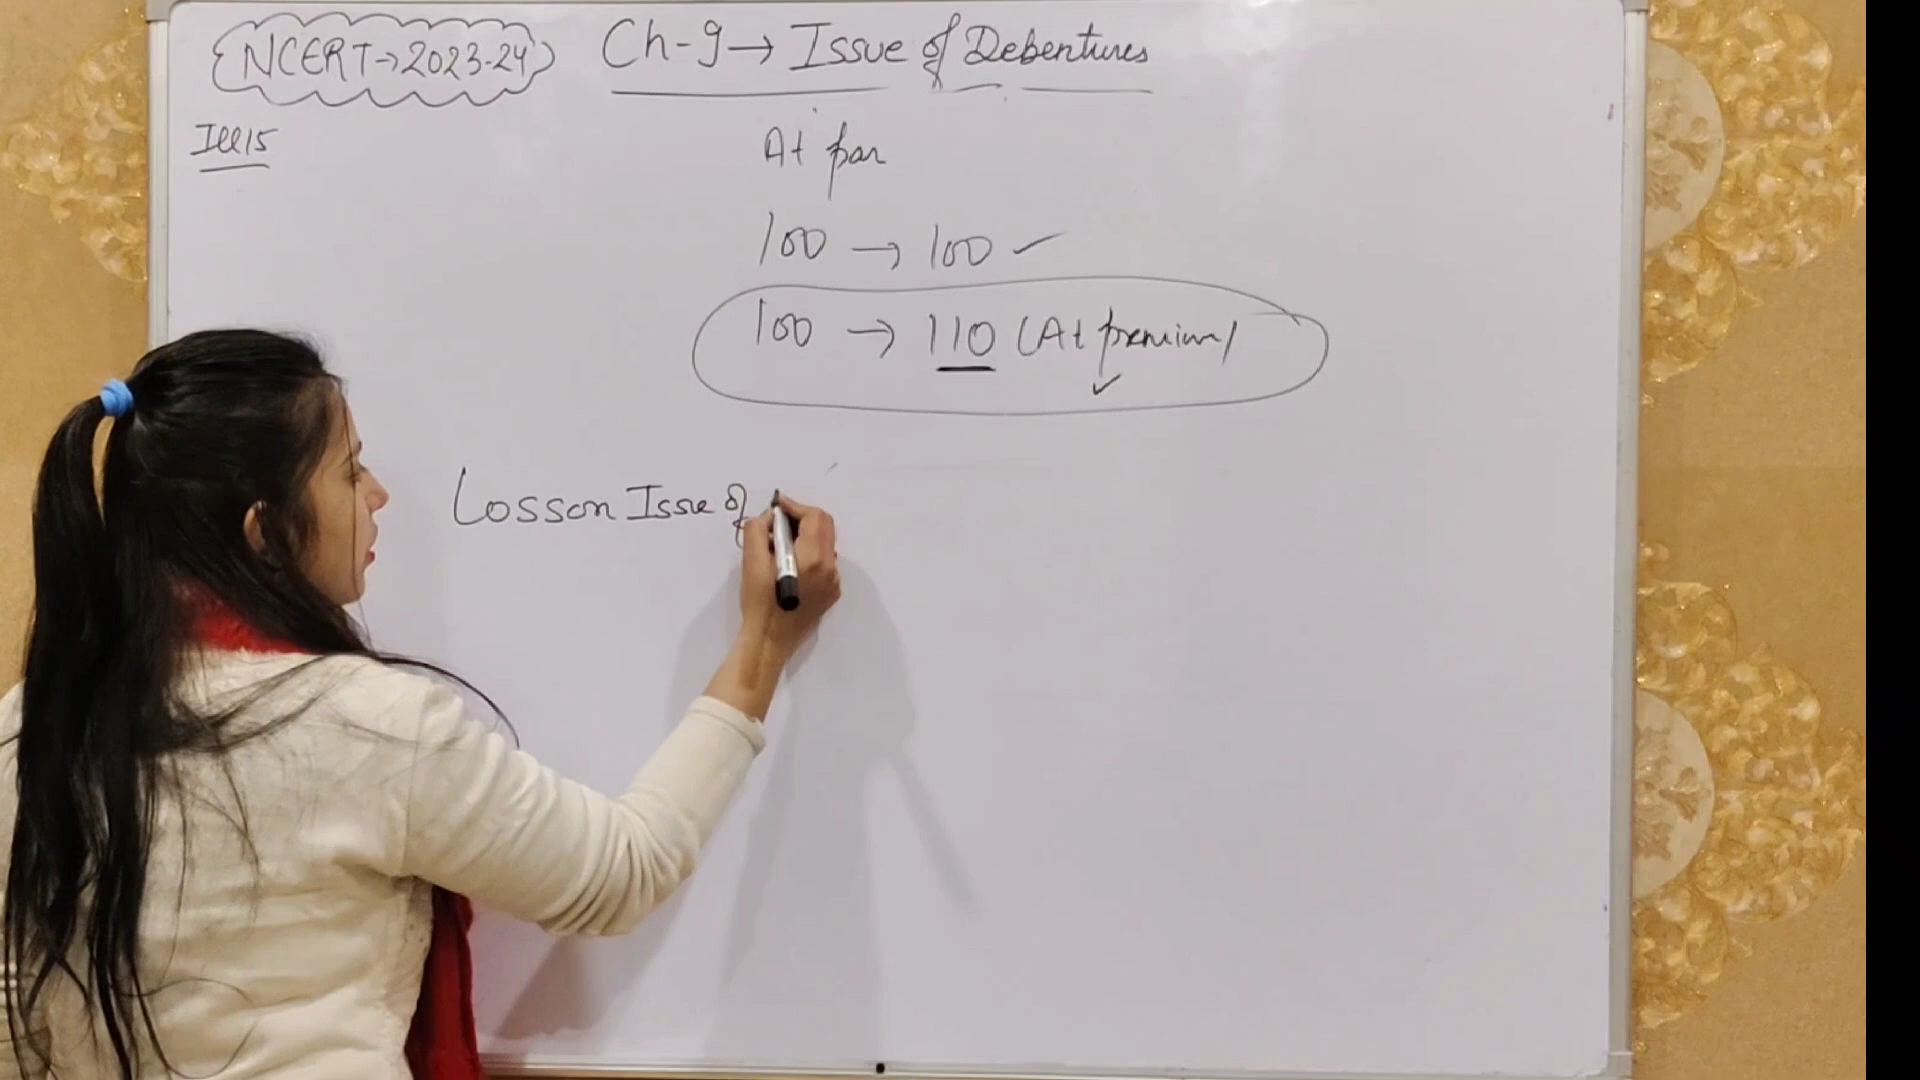 NCERT→2023-24 Ch-9→ Issue of Debentures
Ill 15
At par
100 → 100 ✓
100 → 110 (At premium)
✓
Loss on Issue of